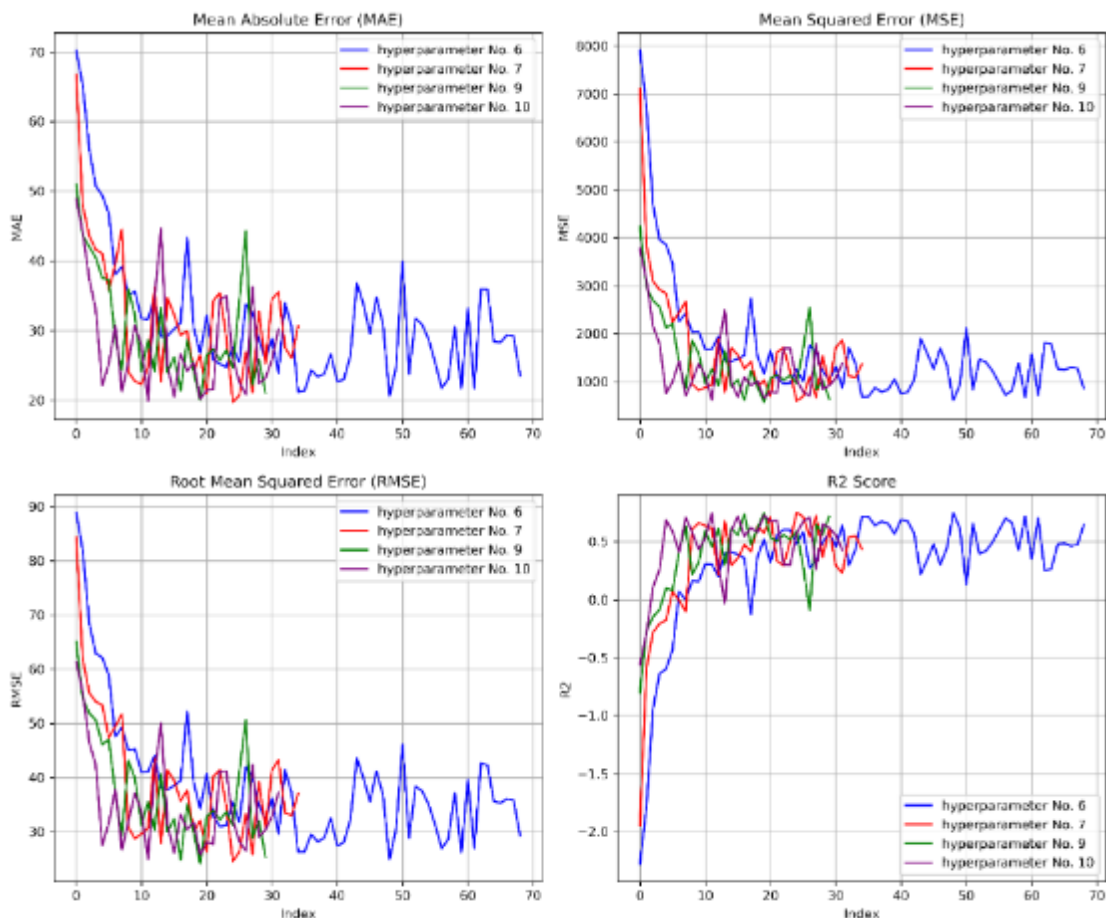 Mean Absolute Error (MAE)
70
60
50
40
30
20
MAE
0 10 20 30 40 50 60 70
Index
hyperparameter No. 6
hyperparameter No. 7
hyperparameter No. 9
hyperparameter No. 10
Mean Squared Error (MSE)
8000
7000
6000
5000
4000
3000
2000
1000
MSE
0 10 20 30 40 50 60 70
Index
hyperparameter No. 6
hyperparameter No. 7
hyperparameter No. 9
hyperparameter No. 10
Root Mean Squared Error (RMSE)
90
80
70
60
50
40
30
RMSE
0 10 20 30 40 50 60 70
Index
hyperparameter No. 6
hyperparameter No. 7
hyperparameter No. 9
hyperparameter No. 10
R2 Score
0.5
0.0
−0.5
−1.0
−1.5
−2.0
R2
0 10 20 30 40 50 60 70
Index
hyperparameter No. 6
hyperparameter No. 7
hyperparameter No. 9
hyperparameter No. 10